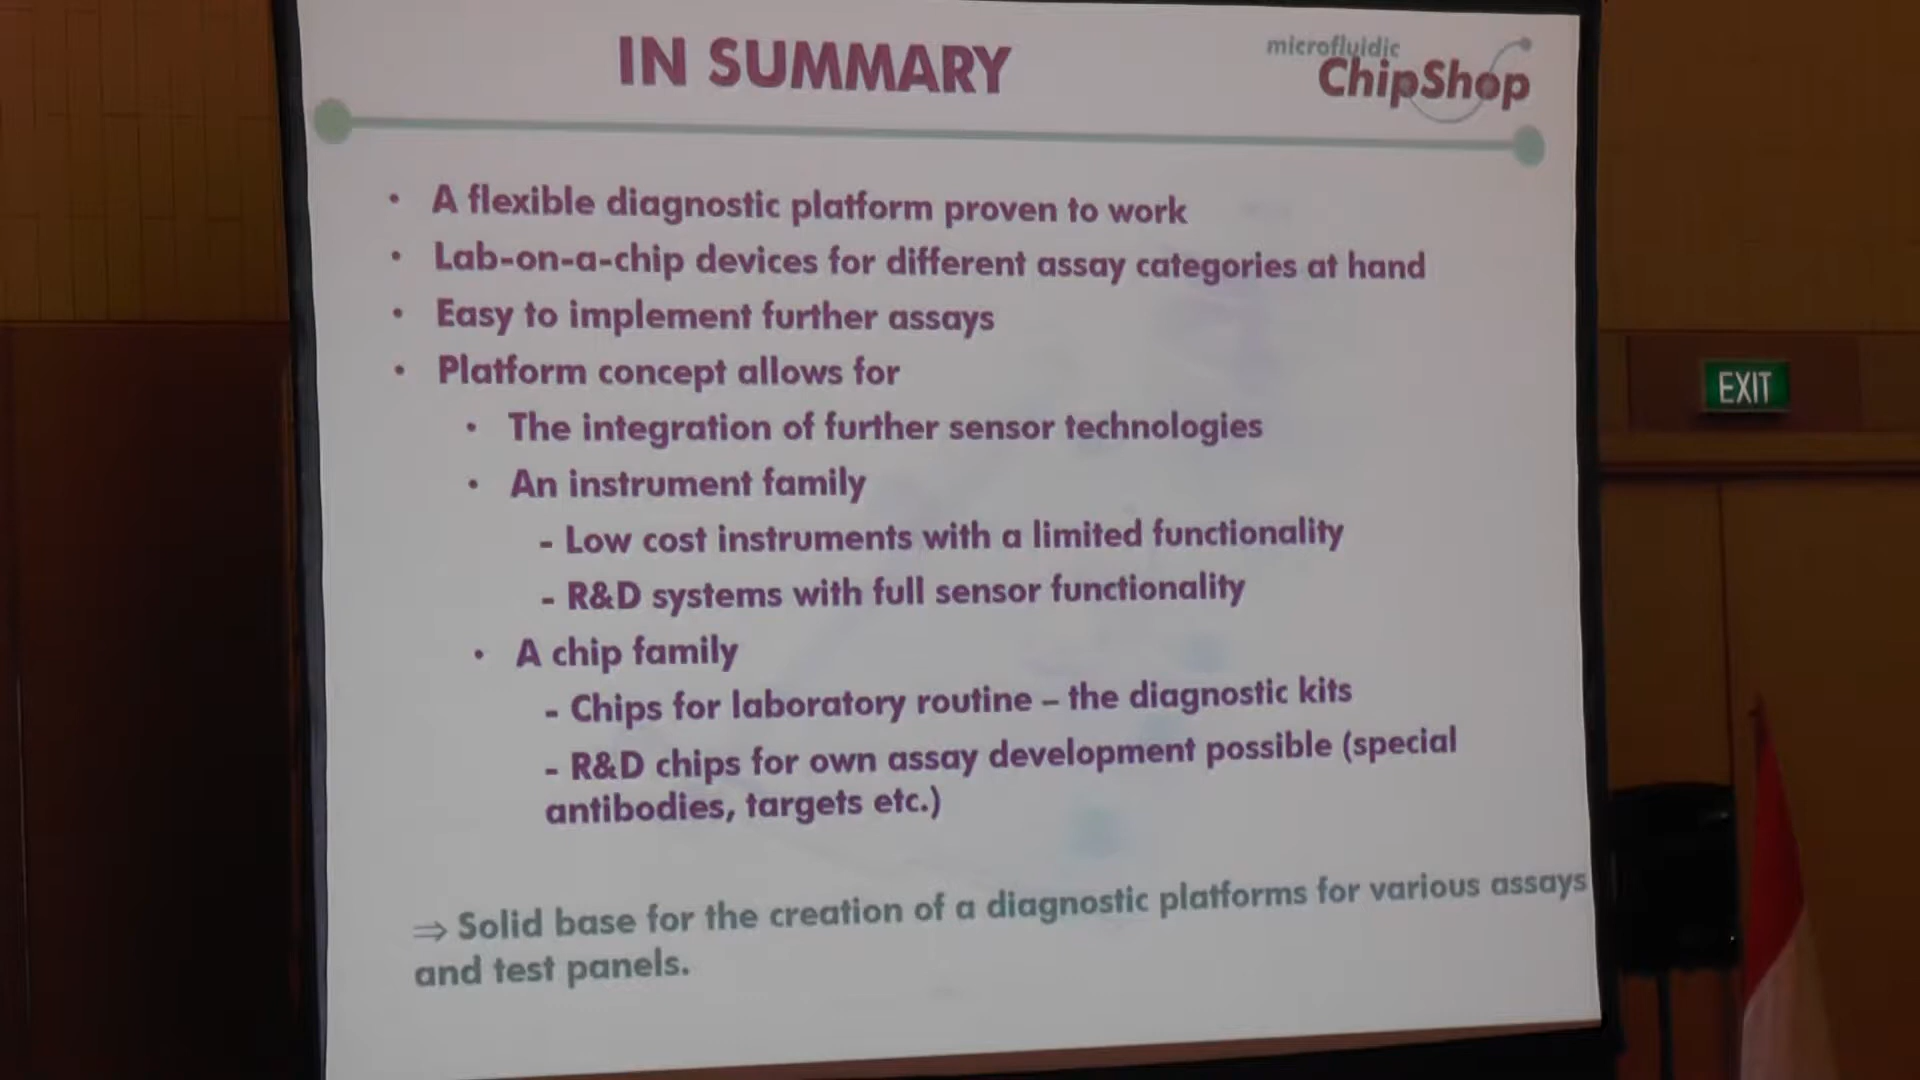 IN SUMMARY
microfluidic
ChipShop
• A flexible diagnostic platform proven to work
• Lab-on-a-chip devices for different assay categories at hand
• Easy to implement further assays
• Platform concept allows for
• The integration of further sensor technologies
• An instrument family
- Low cost instruments with a limited functionality
- R&D systems with full sensor functionality
• A chip family
- Chips for laboratory routine – the diagnostic kits
- R&D chips for own assay development possible (special
antibodies, targets etc.)
⇒ Solid base for the creation of a diagnostic platforms for various assays
and test panels.
EXIT